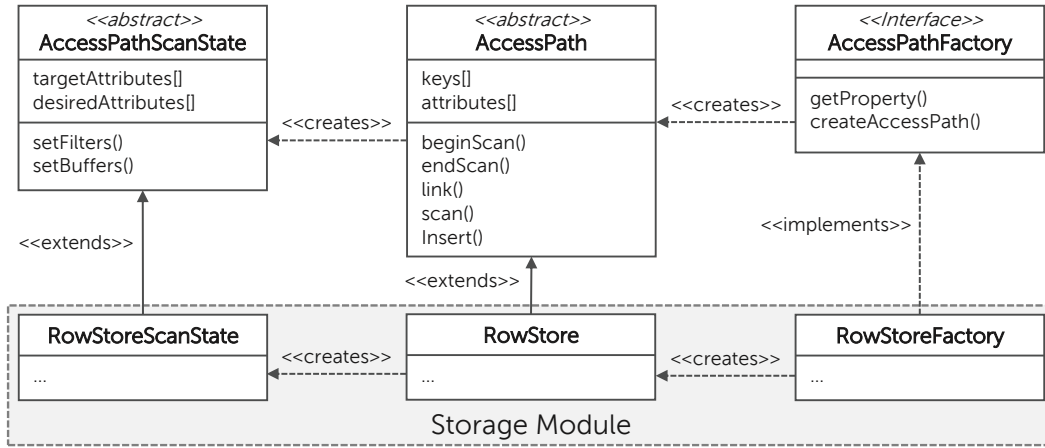 <<abstract>>
AccessPathScanState
targetAttributes[]
desiredAttributes[]
setFilters()
setBuffers()
<<creates>>
<<abstract>>
AccessPath
keys[]
attributes[]
beginScan()
endScan()
link()
scan()
Insert()
<<creates>>
<<Interface>>
AccessPathFactory
getProperty()
createAccessPath()
<<extends>>
<<extends>>
<<implements>>
RowStoreScanState
...
<<creates>>
RowStore
...
<<creates>>
RowStoreFactory
...
Storage Module